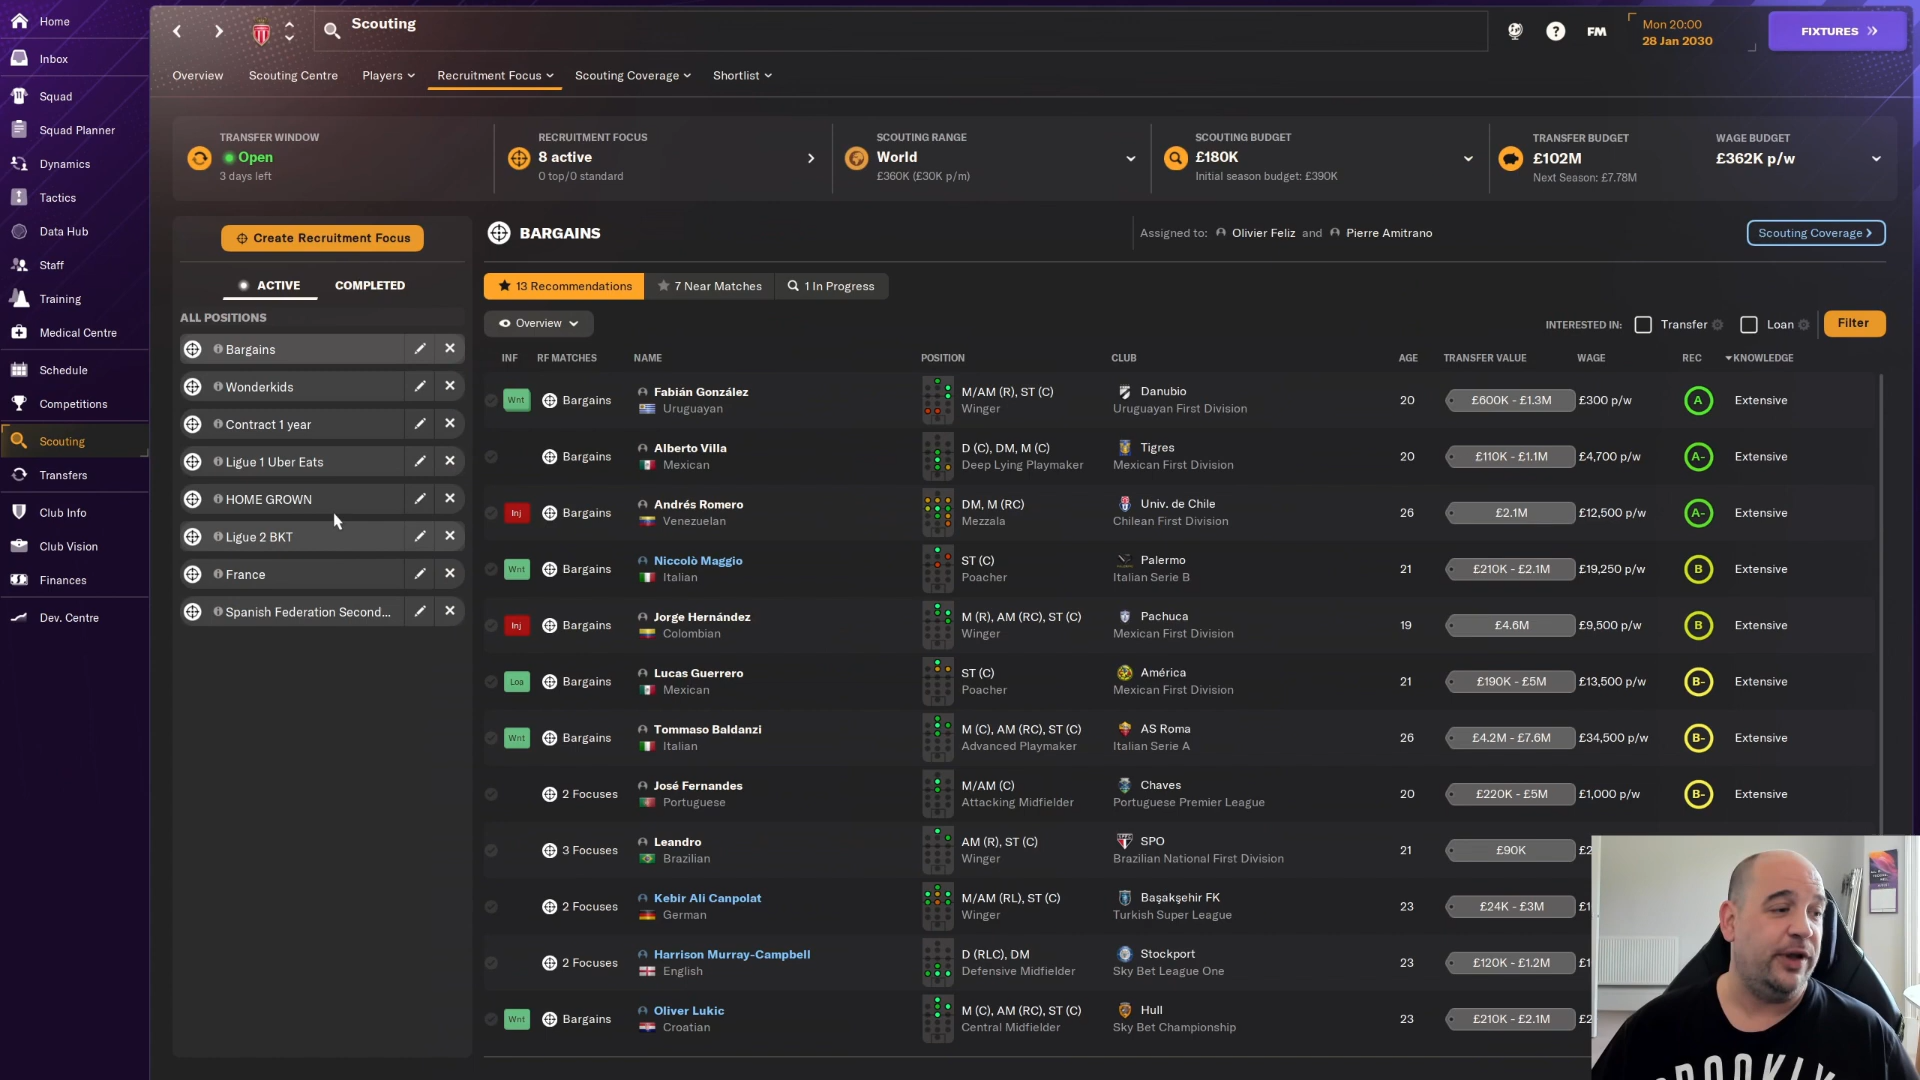 Home
Inbox
Squad
Squad Planner
Dynamics
Tactics
Data Hub
Staff
Training
Medical Centre
Schedule
Competitions
Scouting
Transfers
Club Info
Club Vision
Finances
Dev. Centre
Scouting
FM
Mon 20:00
28 Jan 2030
FIXTURES
Overview
Scouting Centre
Players
Recruitment Focus
Scouting Coverage
Shortlist
TRANSFER WINDOW
Open
3 days left
RECRUITMENT FOCUS
8 active
0 top/0 standard
SCOUTING RANGE
World
£360K (£30K p/m)
SCOUTING BUDGET
£180K
Initial season budget: £390K
TRANSFER BUDGET
£102M
Next Season: £7.78M
WAGE BUDGET
£362K p/w
Create Recruitment Focus
ACTIVE
COMPLETED
ALL POSITIONS
Bargains
Wonderkids
Contract 1 year
Ligue 1 Uber Eats
HOME GROWN
Ligue 2 BKT
France
Spanish Federation Second...
BARGAINS
Assigned to: Olivier Feliz and Pierre Amitrano
Scouting Coverage
13 Recommendations
7 Near Matches
1 In Progress
Overview
INTERESTED IN: Transfer Loan
Filter
INF RF MATCHES NAME POSITION CLUB AGE TRANSFER VALUE WAGE REC KNOWLEDGE
Wnt Bargains Fabián González M/AM (R), ST (C) Danubio 20 £600K - £1.3M £300 p/w A Extensive
Uruguayan Winger Uruguayan First Division
Bargains Alberto Villa D (C), DM, M (C) Tigres 20 £110K - £1.1M £4,700 p/w A- Extensive
Mexican Deep Lying Playmaker Mexican First Division
Inj Bargains Andrés Romero DM, M (RC) Univ. de Chile 26 £2.1M £12,500 p/w A- Extensive
Venezuelan Mezzala Chilean First Division
Wnt Bargains Niccolò Maggio ST (C) Palermo 21 £210K - £2.1M £19,250 p/w B Extensive
Italian Poacher Italian Serie B
Inj Bargains Jorge Hernández M (R), AM (RC), ST (C) Pachuca 19 £4.6M £9,500 p/w B Extensive
Colombian Winger Mexican First Division
Loa Bargains Lucas Guerrero ST (C) América 21 £190K - £5M £13,500 p/w B- Extensive
Mexican Poacher Mexican First Division
Wnt Bargains Tommaso Baldanzi M (C), AM (RC), ST (C) AS Roma 26 £4.2M - £7.6M £34,500 p/w B- Extensive
Italian Advanced Playmaker Italian Serie A
2 Focuses José Fernandes M/AM (C) Chaves 20 £220K - £5M £1,000 p/w B- Extensive
Portuguese Attacking Midfielder Portuguese Premier League
3 Focuses Leandro AM (R), ST (C) SPO 21 £90K £2
Brazilian Winger Brazilian National First Division
2 Focuses Kebir Ali Canpolat M/AM (RL), ST (C) Başakşehir FK 23 £24K - £3M £1
German Winger Turkish Super League
2 Focuses Harrison Murray-Campbell D (RLC), DM Stockport 23 £120K - £1.2M £1
English Defensive Midfielder Sky Bet League One
Wnt Bargains Oliver Lukic M (C), AM (RC), ST (C) Hull 23 £210K - £2.1M £2
Croatian Central Midfielder Sky Bet Championship